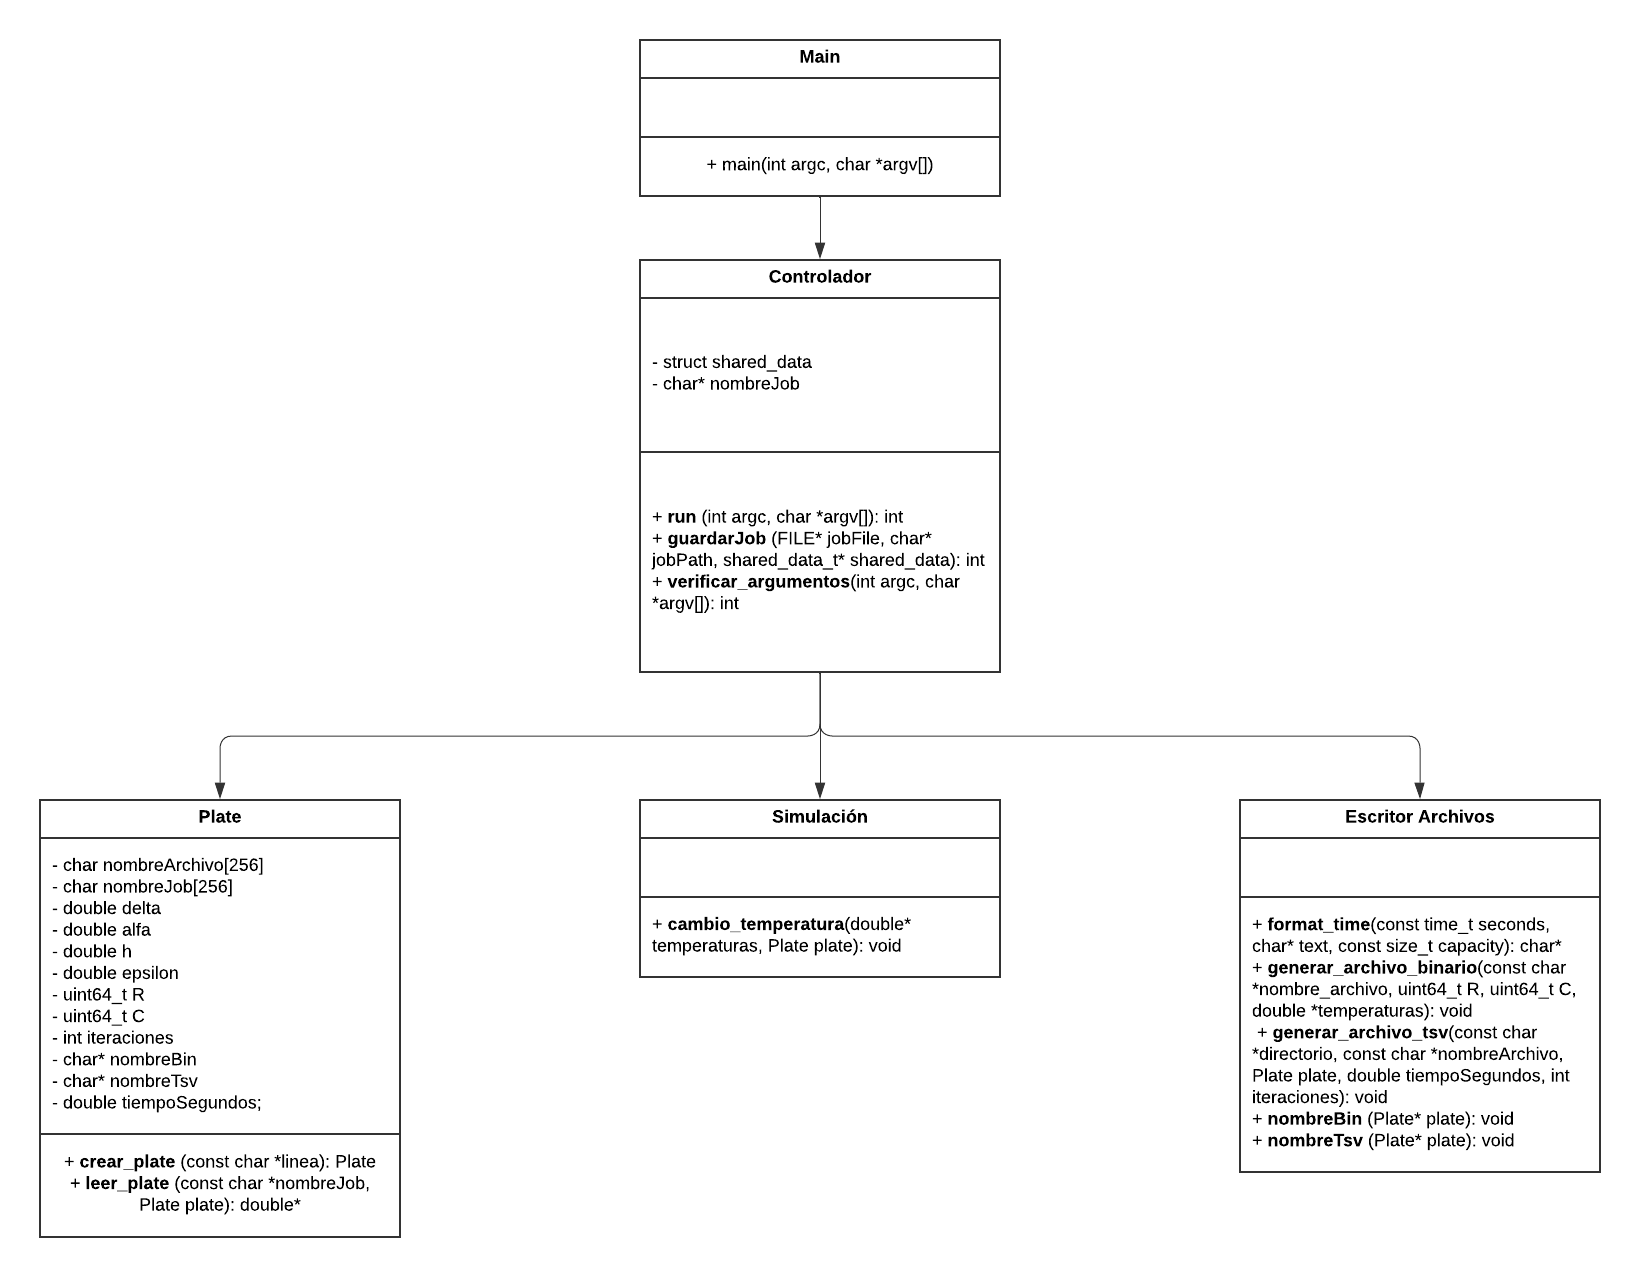 Main
+ main(int argc, char *argv[])
Controlador
- struct shared_data
- char* nombreJob
+ run (int argc, char *argv[]): int
+ guardarJob (FILE* jobFile, char*
jobPath, shared_data_t* shared_data): int
+ verificar_argumentos(int argc, char
*argv[]): int
Plate
- char nombreArchivo[256]
- char nombreJob[256]
- double delta
- double alfa
- double h
- double epsilon
- uint64_t R
- uint64_t C
- int iteraciones
- char* nombreBin
- char* nombreTsv
- double tiempoSegundos;
+ crear_plate (const char *linea): Plate
+ leer_plate (const char *nombreJob,
Plate plate): double*
Simulación
+ cambio_temperatura(double*
temperaturas, Plate plate): void
Escritor Archivos
+ format_time(const time_t seconds,
char* text, const size_t capacity): char*
+ generar_archivo_binario(const char
*nombre_archivo, uint64_t R, uint64_t C,
double *temperaturas): void
+ generar_archivo_tsv(const char
*directorio, const char *nombreArchivo,
Plate plate, double tiempoSegundos, int
iteraciones): void
+ nombreBin (Plate* plate): void
+ nombreTsv (Plate* plate): void